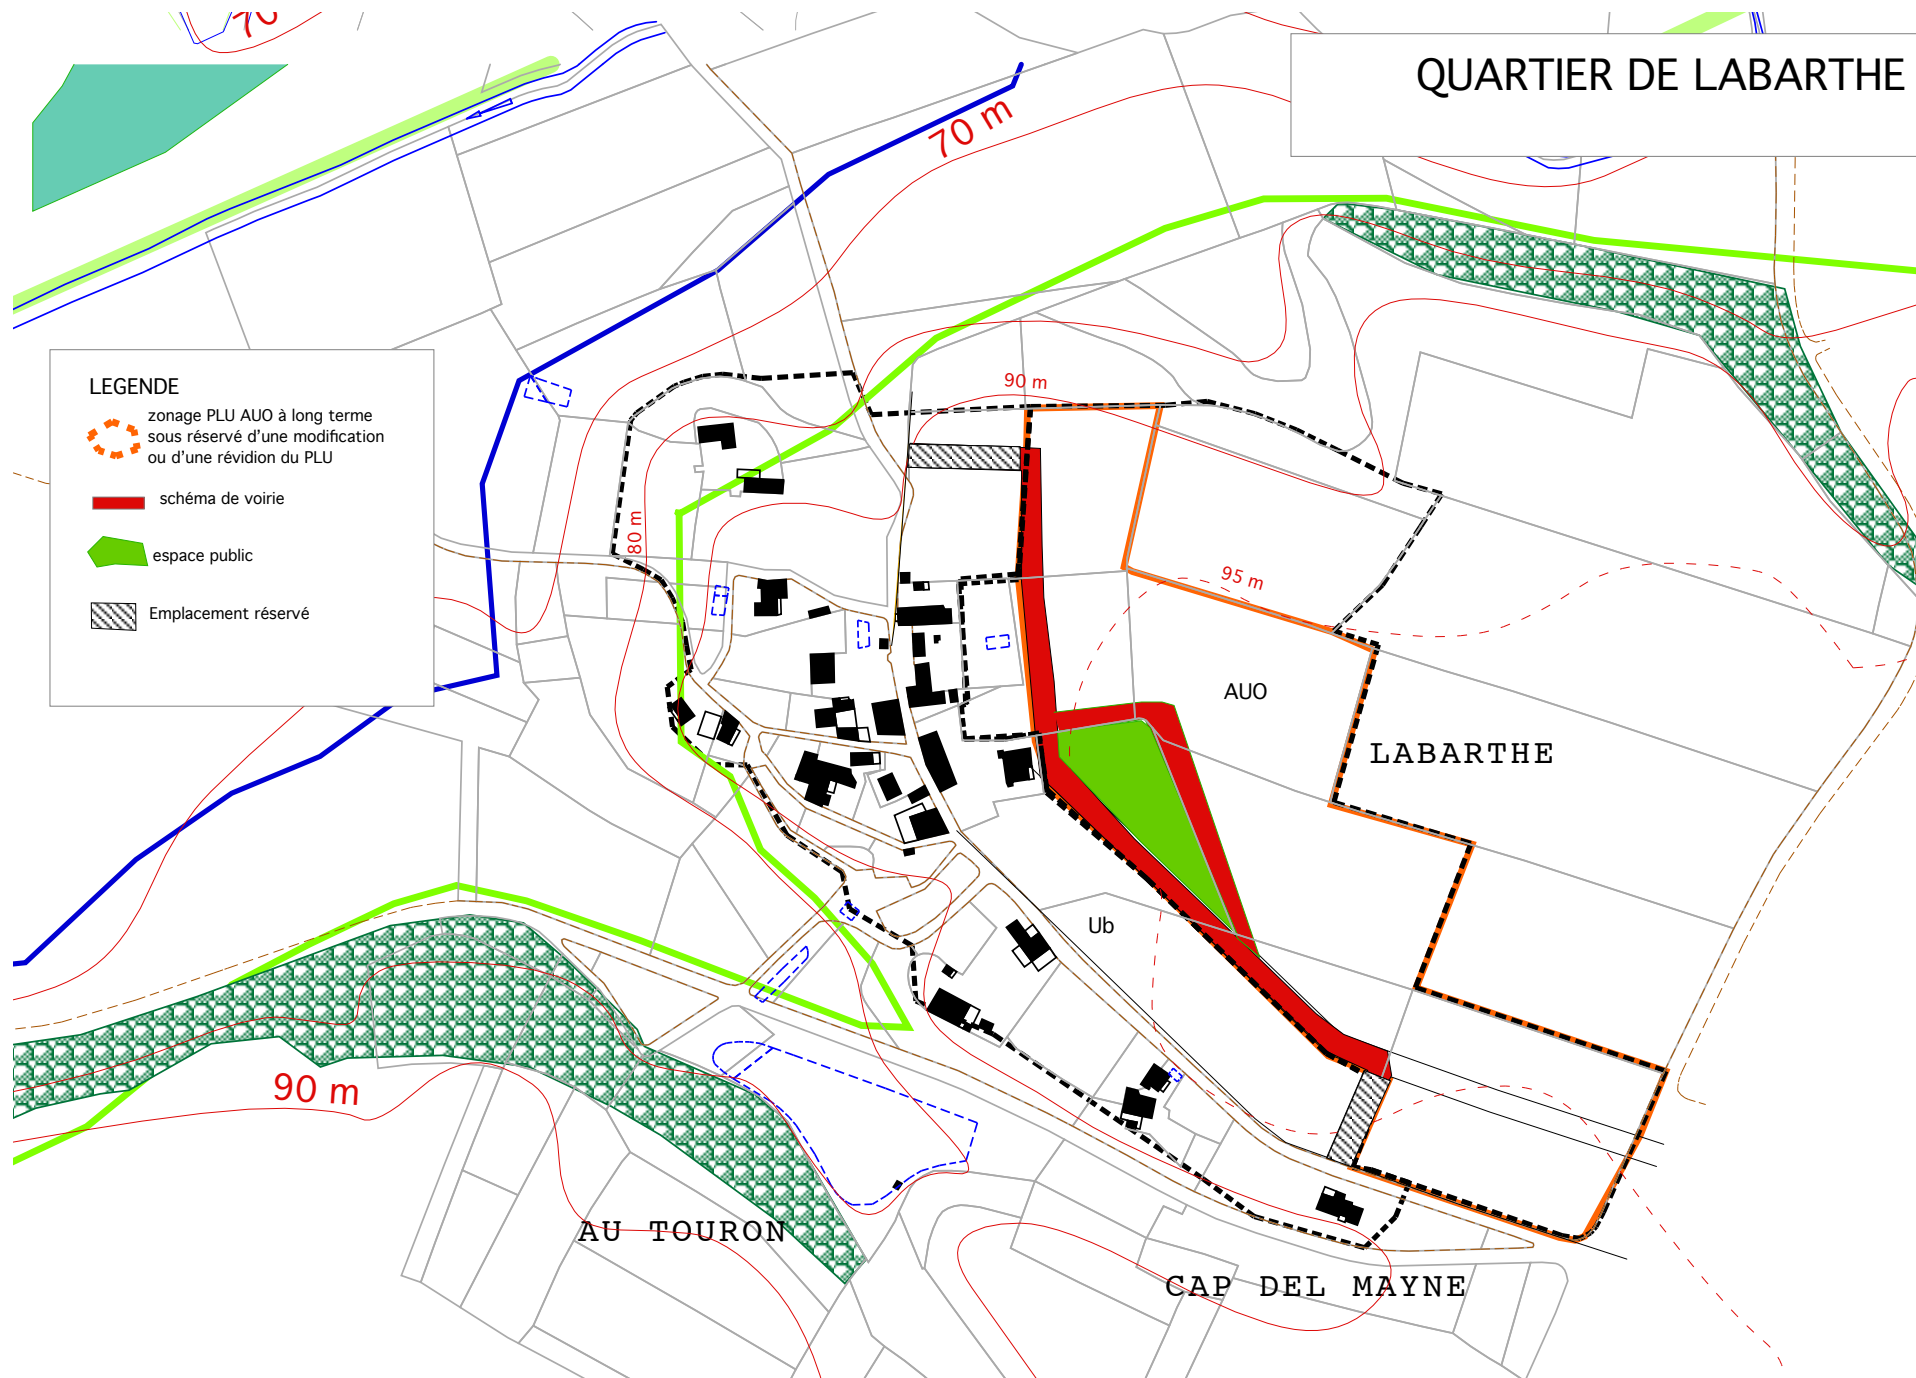 70
QUARTIER DE LABARTHE
70 m
LEGENDE
zonage PLU AUO à long terme
sous réservé d'une modification
ou d'une révidion du PLU
schéma de voirie
espace public
Emplacement réservé
90 m
80 m
95 m
AUO
LABARTHE
Ub
90 m
AU TOURON
CAP DEL MAYNE